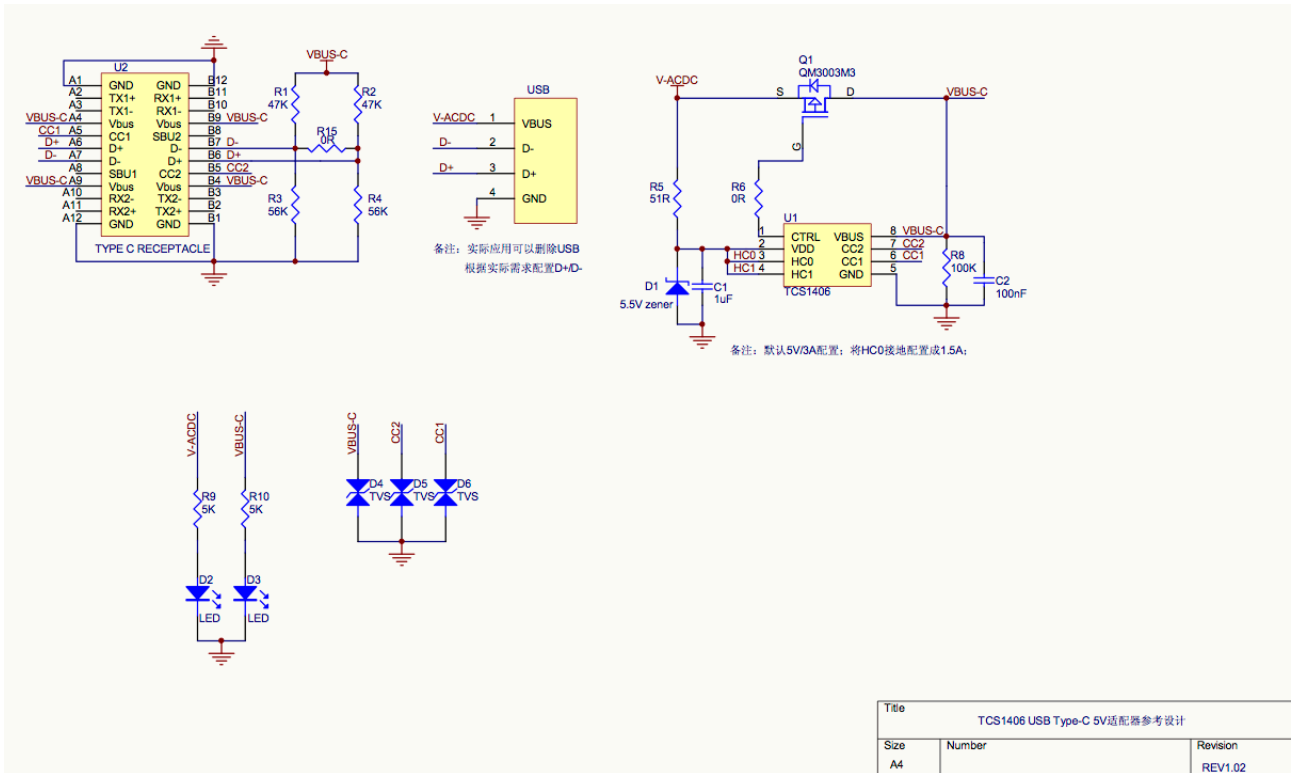 U2
A1 GND GND B12
A2 TX1+ RX1+ B11
A3 TX1- RX1- B10
VBUS-C A4 Vbus Vbus B9 VBUS-C
CC1 A5 CC1 SBU2 B8
D+ A6 D+ D- B7 D-
D- A7 D- D+ B6 D+
A8 SBU1 CC2 B5 CC2
VBUS-C A9 Vbus Vbus B4 VBUS-C
A10 RX2- TX2- B3
A11 RX2+ TX2+ B2
A12 GND GND B1
TYPE C RECEPTACLE
VBUS-C
R1
47K
R2
47K
R15
0R
R3
56K
R4
56K
USB
V-ACDC 1 VBUS
D- 2 D-
D+ 3 D+
4 GND
备注：实际应用可以删除USB
根据实际需求配置D+/D-
Q1
QM3003M3
V-ACDC
S
D
VBUS-C
G
R5
51R
R6
0R
U1
1 CTRL VBUS 8 VBUS-C
2 VDD CC2 7 CC2
HC0 3 HC0 CC1 6 CC1
HC1 4 HC1 GND 5
TCS1406
R8
100K
C2
100nF
D1
5.5V zener
C1
1uF
备注：默认5V/3A配置；将HC0接地配置成1.5A；
V-ACDC
VBUS-C
R9
5K
R10
5K
D2
LED
D3
LED
VBUS-C
CC2
CC1
D4
TVS
D5
TVS
D6
TVS
Title
TCS1406 USB Type-C 5V适配器参考设计
Size
Number
Revision
A4
REV1.02